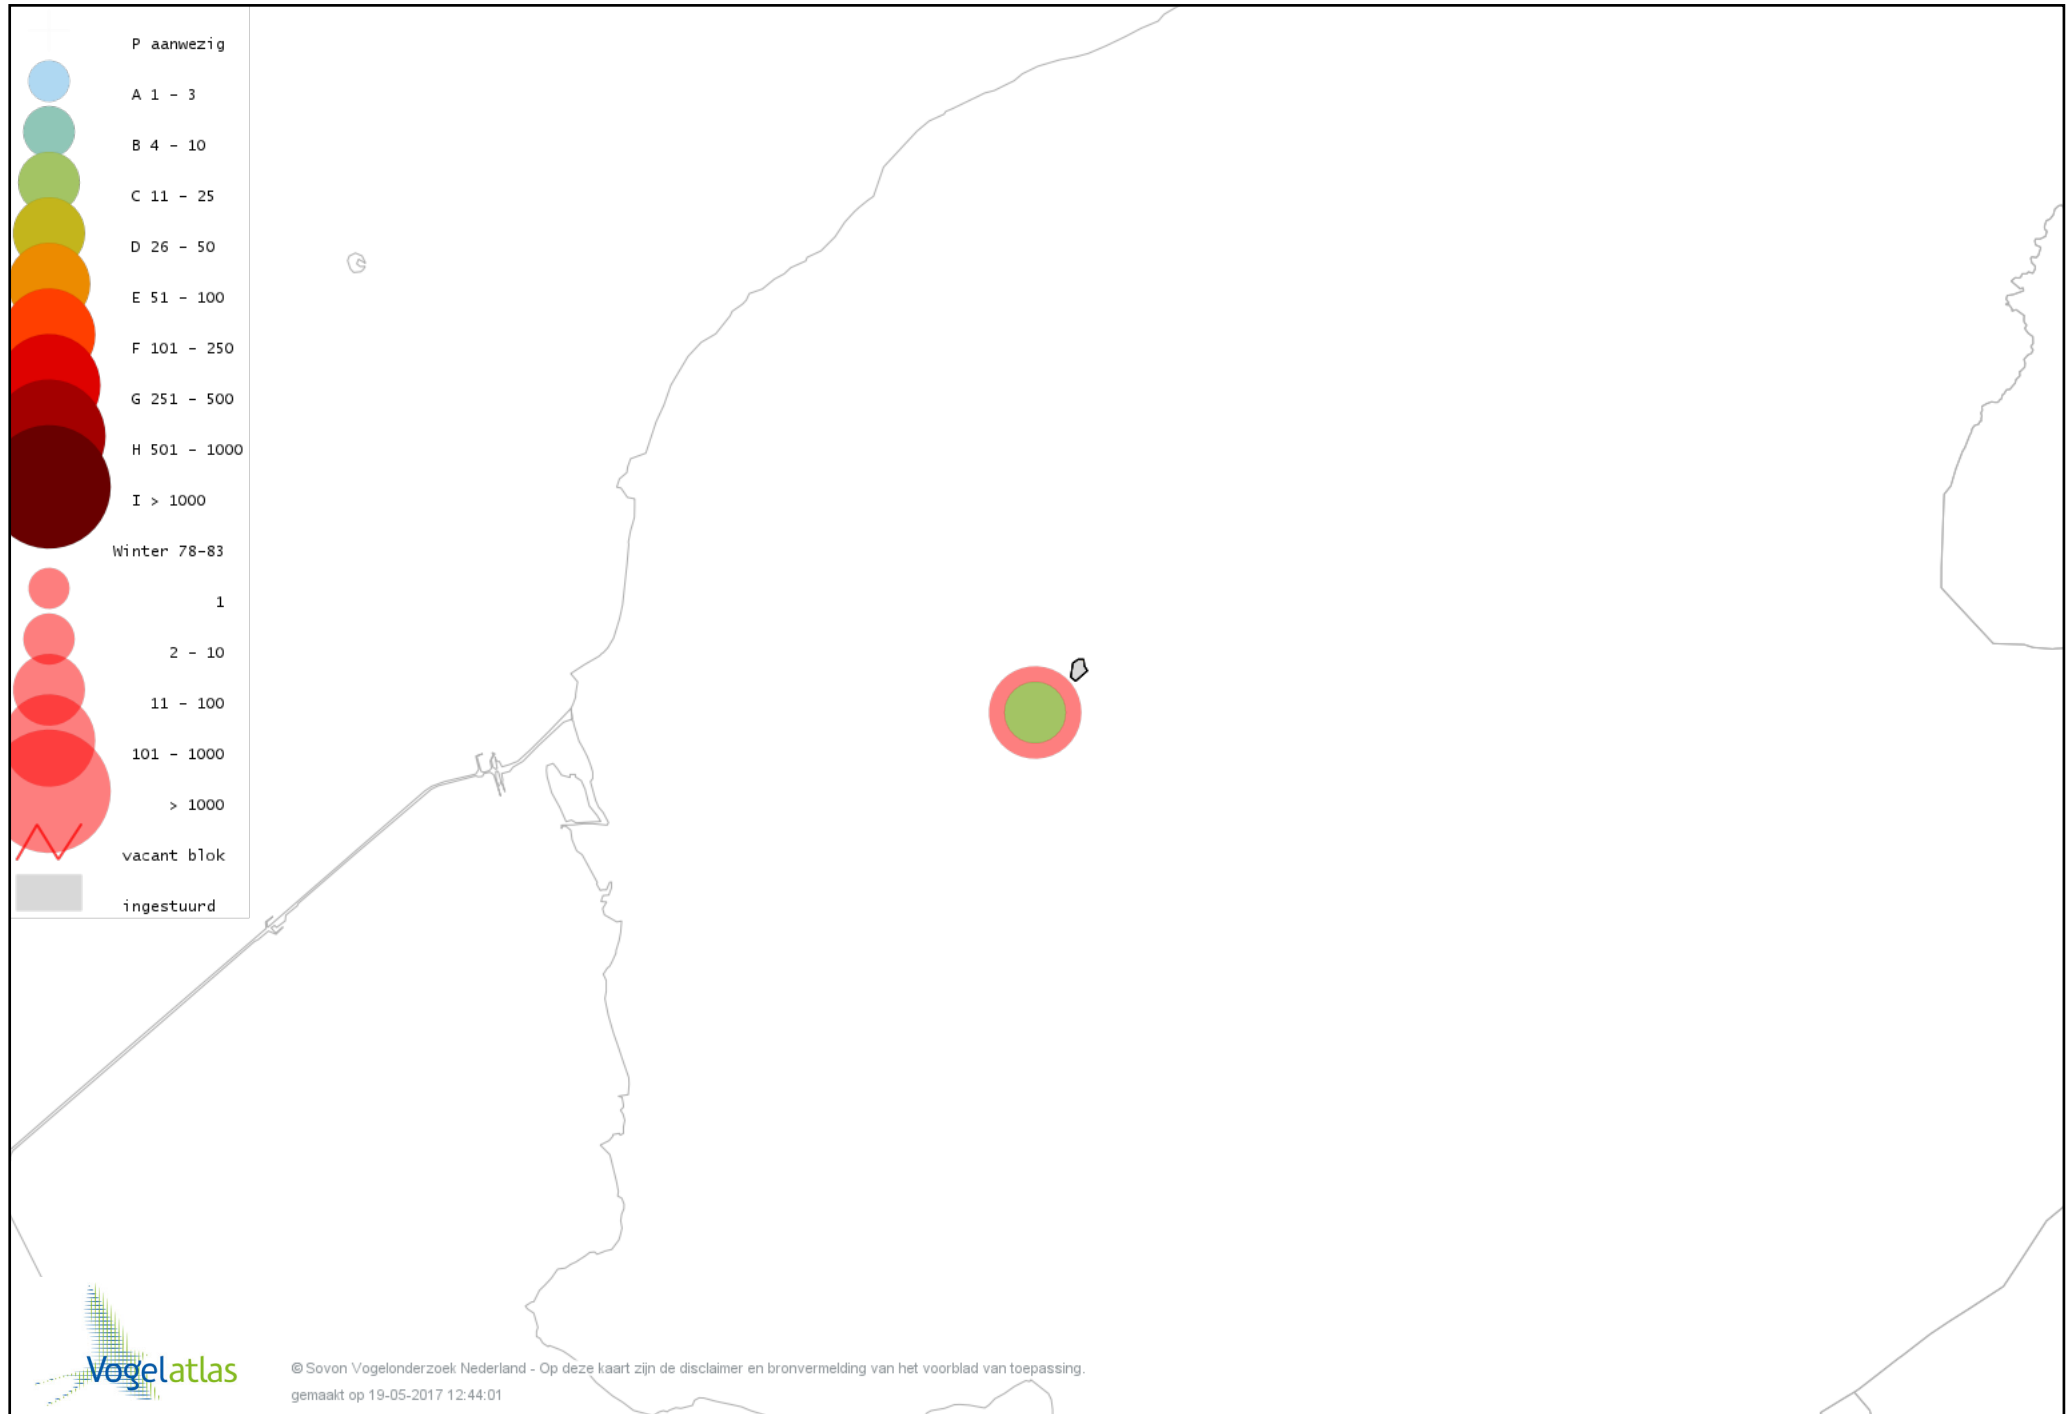 P aanwezig
A 1 - 3
B 4 - 10
C 11 - 25
D 26 - 50
E 51 - 100
F 101 - 250
G 251 - 500
H 501 - 1000
I > 1000
Winter 78-83
1
2 - 10
11 - 100
101 - 1000
> 1000
vacant blok
ingestuurd
Vogelatlas
© Sovon Vogelonderzoek Nederland - Op deze kaart zijn de disclaimer en bronvermelding van het voorblad van toepassing.
gemaakt op 19-05-2017 12:44:01